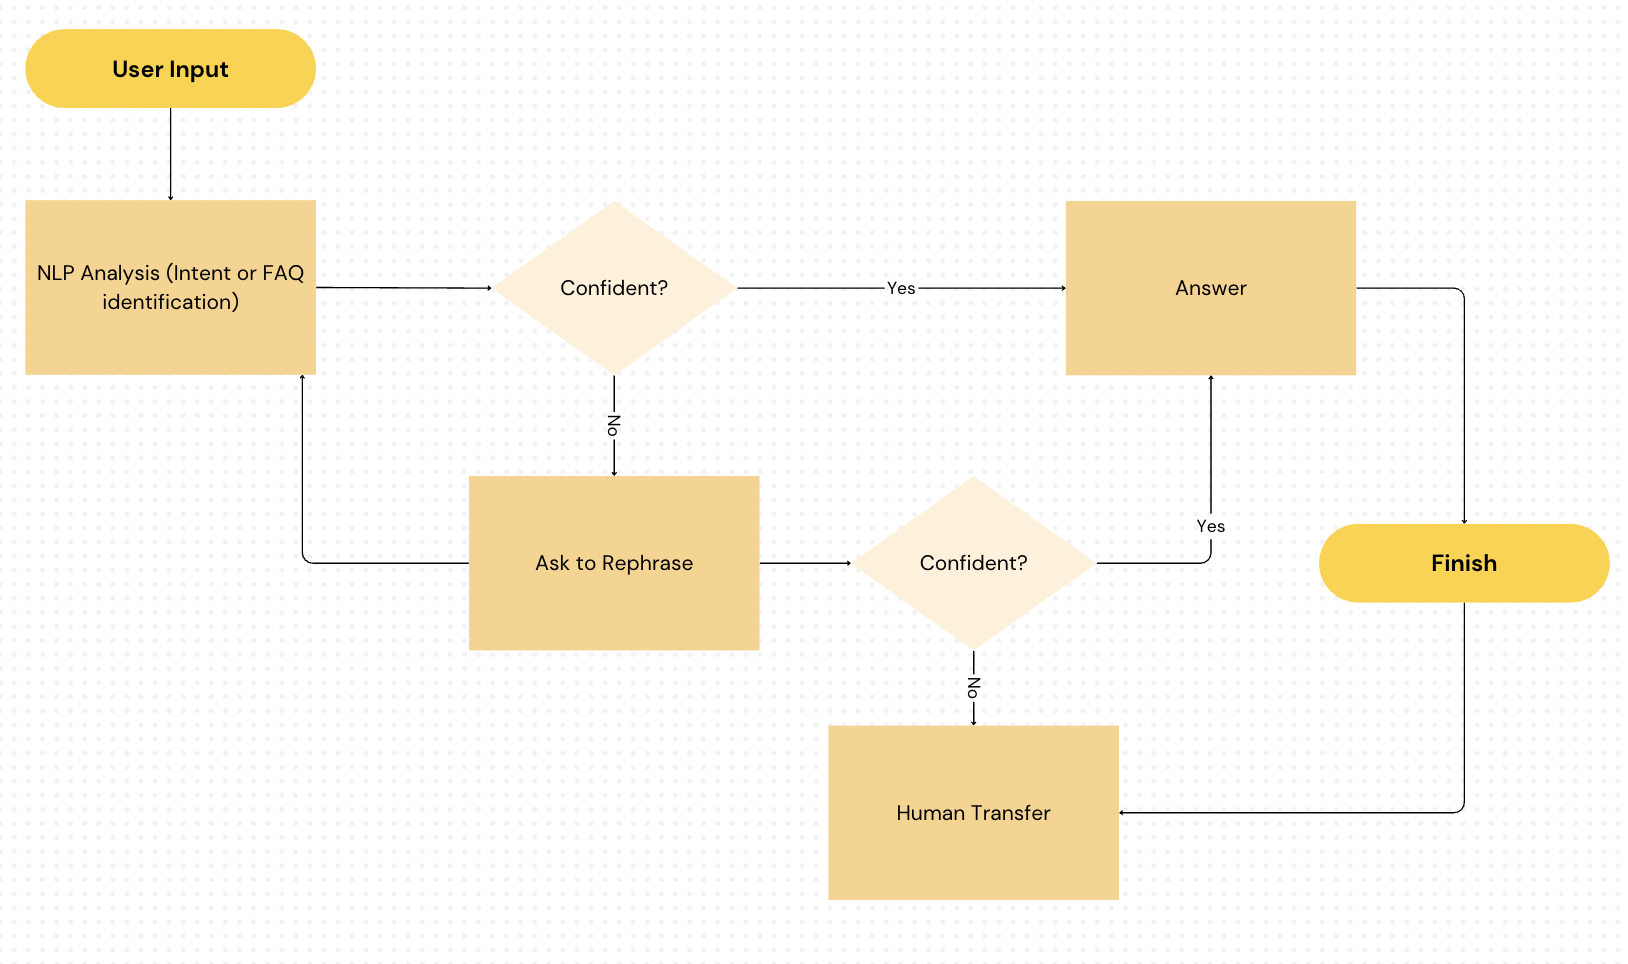 User Input
NLP Analysis (Intent or FAQ
identification)
Confident?
Yes
Answer
No
Ask to Rephrase
Confident?
Yes
Finish
No
Human Transfer